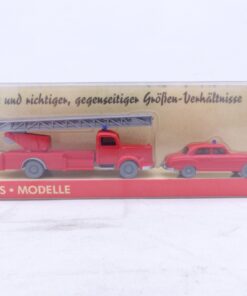 und richtiger, gegenseitiger Größen-Verhältnisse
S • MODELLE